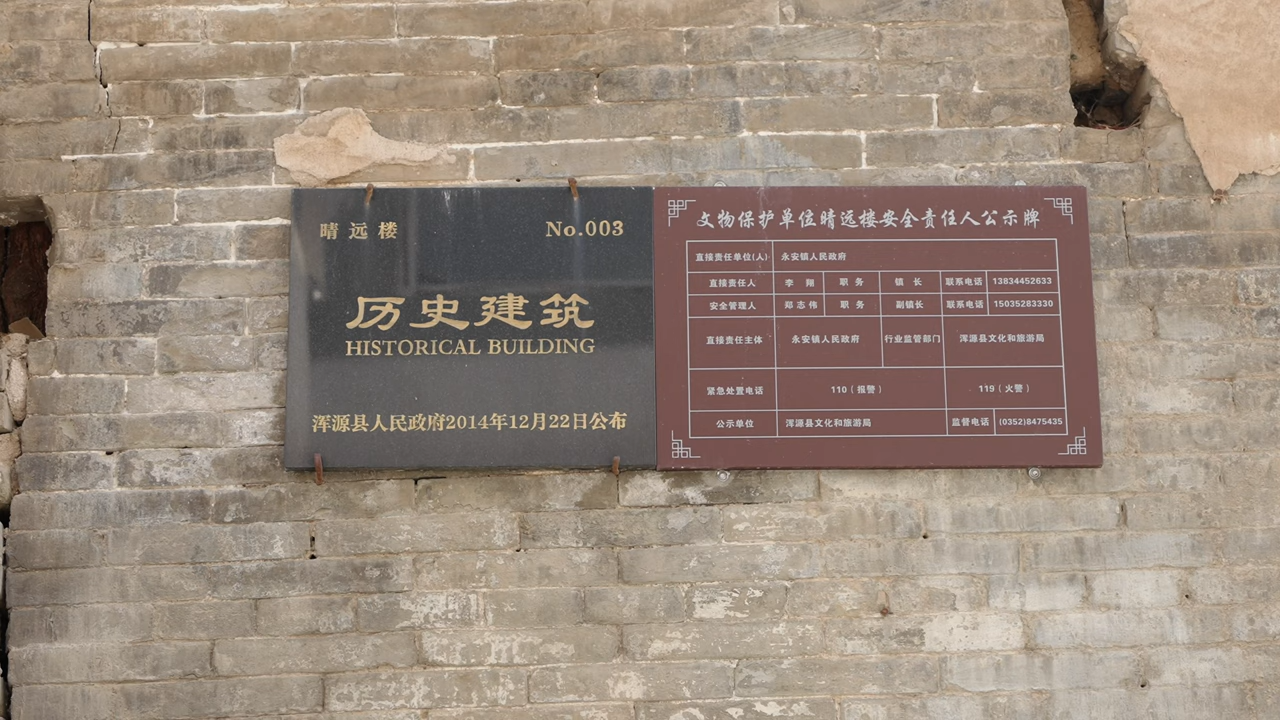 晴远楼 No.003
历史建筑
HISTORICAL BUILDING
浑源县人民政府2014年12月22日公布
文物保护单位晴远楼安全责任人公示牌
直接责任单位(人) 永安镇人民政府
直接责任人 李翔 职务 镇长 联系电话 13834452633
安全管理人 郑志伟 职务 副镇长 联系电话 15035283330
直接责任主体 永安镇人民政府 行业监管部门 浑源县文化和旅游局
紧急处置电话 110（报警） 119（火警）
公示单位 浑源县文化和旅游局 监督电话 (0352)8475435